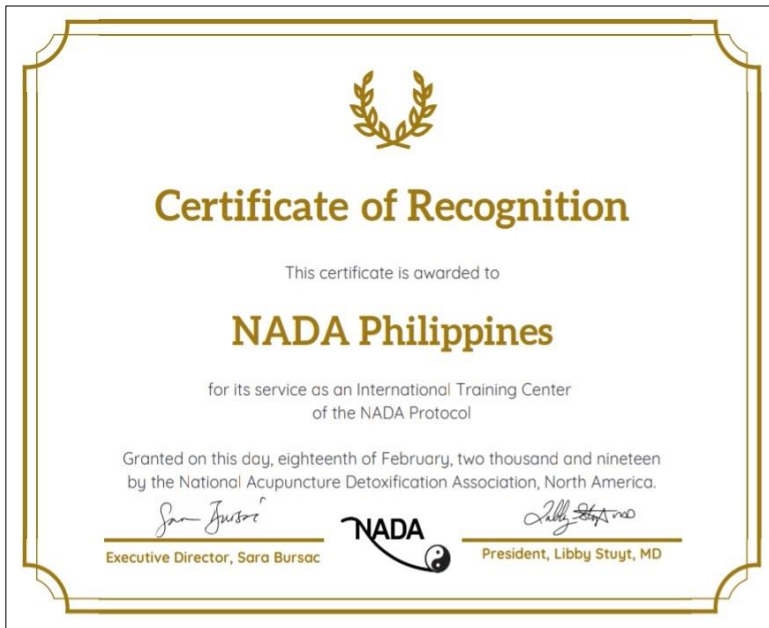 Certificate of Recognition
This certificate is awarded to
NADA Philippines
for its service as an International Training Center
of the NADA Protocol
Granted on this day, eighteenth of February, two thousand and nineteen
by the National Acupuncture Detoxification Association, North America.
Sara Bursac
NADA
Executive Director, Sara Bursac
President, Libby Stuyt, MD